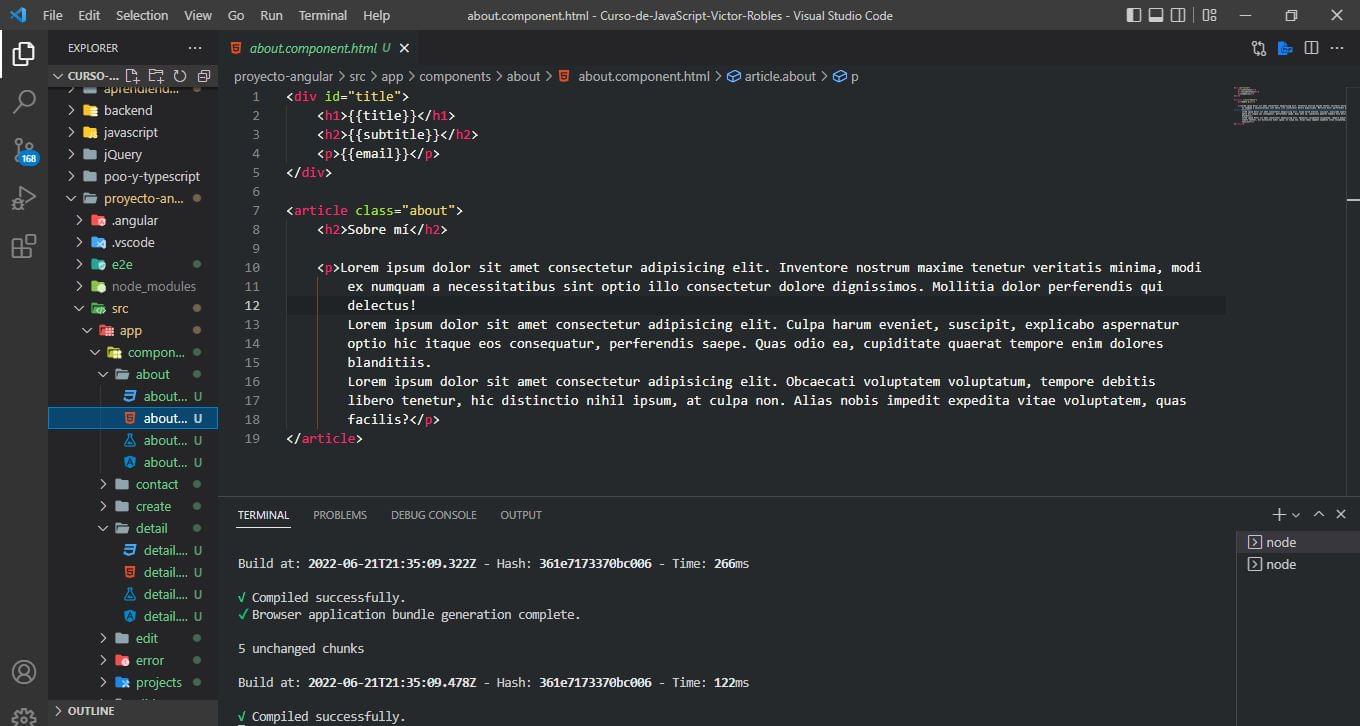 File Edit Selection View Go Run Terminal Help about.component.html - Curso-de-JavaScript-Victor-Robles - Visual Studio Code
EXPLORER
CURSO-...
aprendiend...
backend
javascript
jQuery
poo-y-typescript
proyecto-an...
.angular
.vscode
e2e
node_modules
src
app
compon...
about
about... U
about... U
about... U
about... U
contact
create
detail
detail.... U
detail.... U
detail.... U
detail.... U
edit
error
projects
OUTLINE
168
about.component.html U
proyecto-angular > src > app > components > about > about.component.html > article.about > p
1 <div id="title">
2 <h1>{{title}}</h1>
3 <h2>{{subtitle}}</h2>
4 <p>{{email}}</p>
5 </div>
6
7 <article class="about">
8 <h2>Sobre mí</h2>
9
10 <p>Lorem ipsum dolor sit amet consectetur adipisicing elit. Inventore nostrum maxime tenetur veritatis minima, modi
11 ex numquam a necessitatibus sint optio illo consectetur dolore dignissimos. Mollitia dolor perferendis qui
12 delectus!
13 Lorem ipsum dolor sit amet consectetur adipisicing elit. Culpa harum eveniet, suscipit, explicabo aspernatur
14 optio hic itaque eos consequatur, perferendis saepe. Quas odio ea, cupiditate quaerat tempore enim dolores
15 blanditiis.
16 Lorem ipsum dolor sit amet consectetur adipisicing elit. Obcaecati voluptatem voluptatum, tempore debitis
17 libero tenetur, hic distinctio nihil ipsum, at culpa non. Alias nobis impedit expedita vitae voluptatem, quas
18 facilis?</p>
19 </article>
TERMINAL PROBLEMS DEBUG CONSOLE OUTPUT
Build at: 2022-06-21T21:35:09.322Z - Hash: 361e7173370bc006 - Time: 266ms
√ Compiled successfully.
✓ Browser application bundle generation complete.
5 unchanged chunks
Build at: 2022-06-21T21:35:09.478Z - Hash: 361e7173370bc006 - Time: 122ms
√ Compiled successfully.
node
node